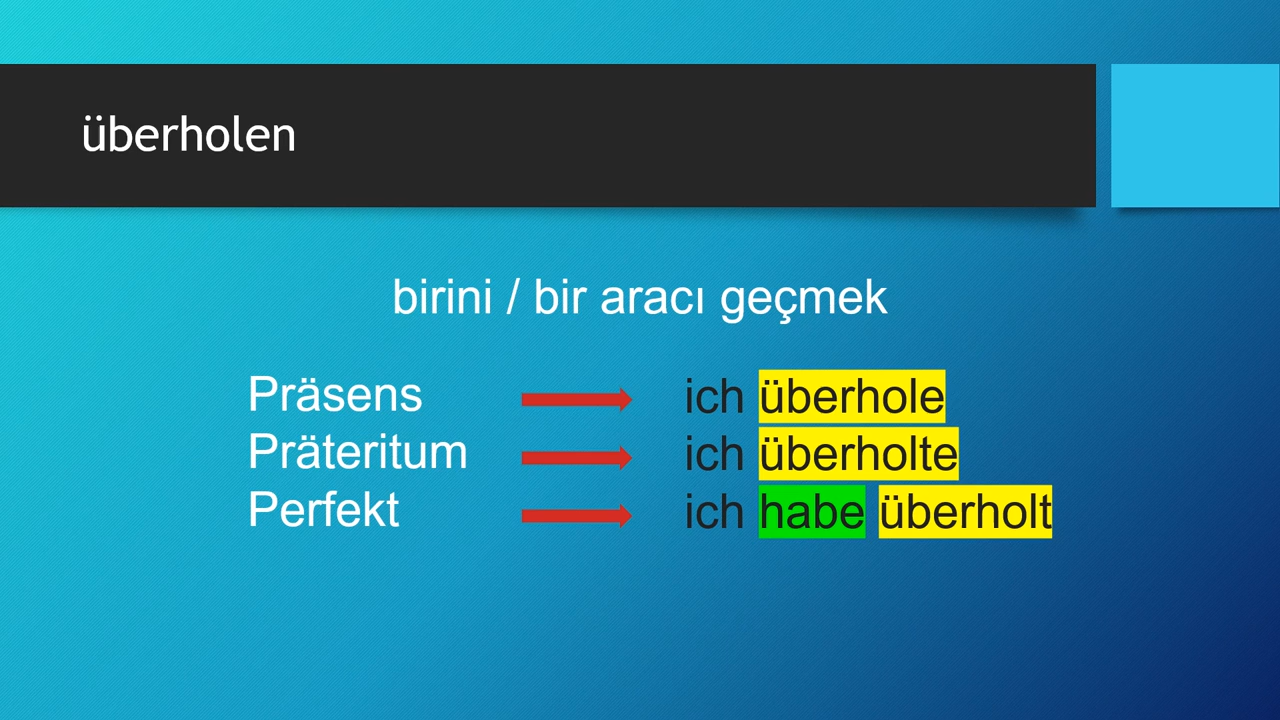 überholen
birini / bir aracı geçmek
Präsens ich überhole
Präteritum ich überholte
Perfekt ich habe überholt